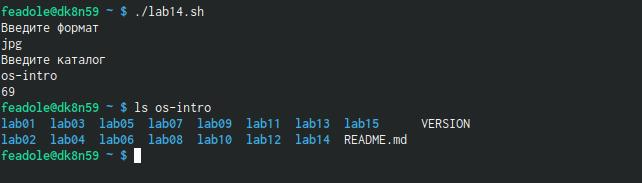 feadole@dk8n59 ~ $ ./lab14.sh
Введите формат
jpg
Введите каталог
os-intro
69
feadole@dk8n59 ~ $ ls os-intro
lab01 lab03 lab05 lab07 lab09 lab11 lab13 lab15 VERSION
lab02 lab04 lab06 lab08 lab10 lab12 lab14 README.md
feadole@dk8n59 ~ $